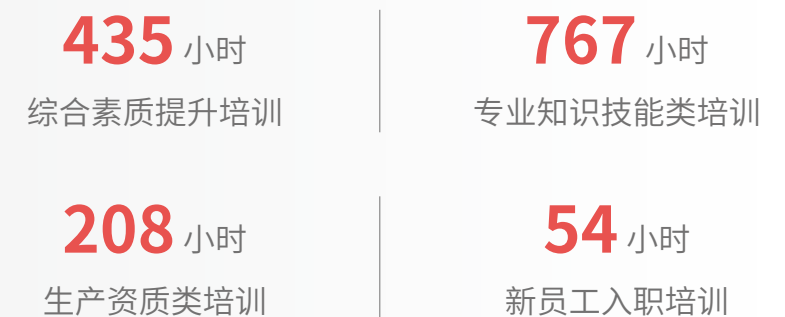 435 小时
综合素质提升培训
767 小时
专业知识技能类培训
208 小时
生产资质类培训
54 小时
新员工入职培训